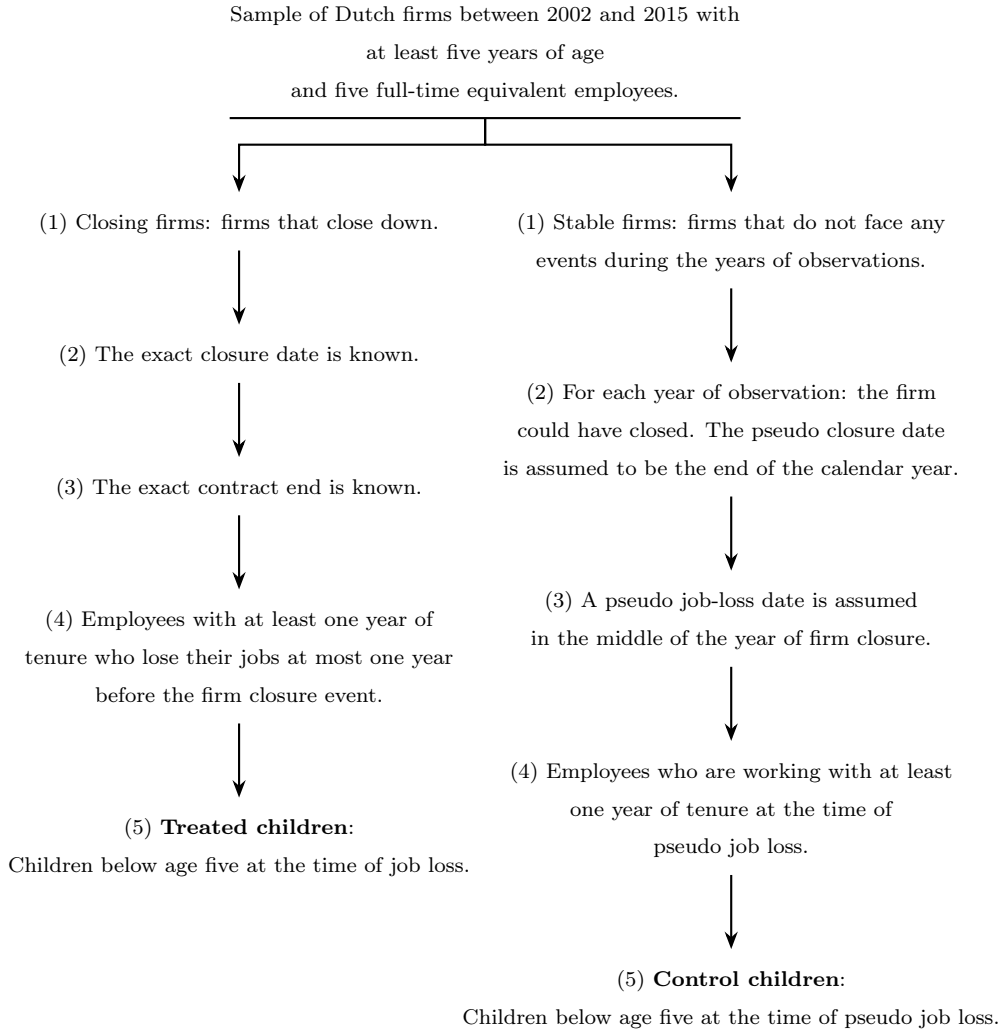 Sample of Dutch firms between 2002 and 2015 with
at least five years of age
and five full-time equivalent employees.
(1) Closing firms: firms that close down.
(2) The exact closure date is known.
(3) The exact contract end is known.
(4) Employees with at least one year of
tenure who lose their jobs at most one year
before the firm closure event.
(5) Treated children:
Children below age five at the time of job loss.
(1) Stable firms: firms that do not face any
events during the years of observations.
(2) For each year of observation: the firm
could have closed. The pseudo closure date
is assumed to be the end of the calendar year.
(3) A pseudo job-loss date is assumed
in the middle of the year of firm closure.
(4) Employees who are working with at least
one year of tenure at the time of
pseudo job loss.
(5) Control children:
Children below age five at the time of pseudo job loss.